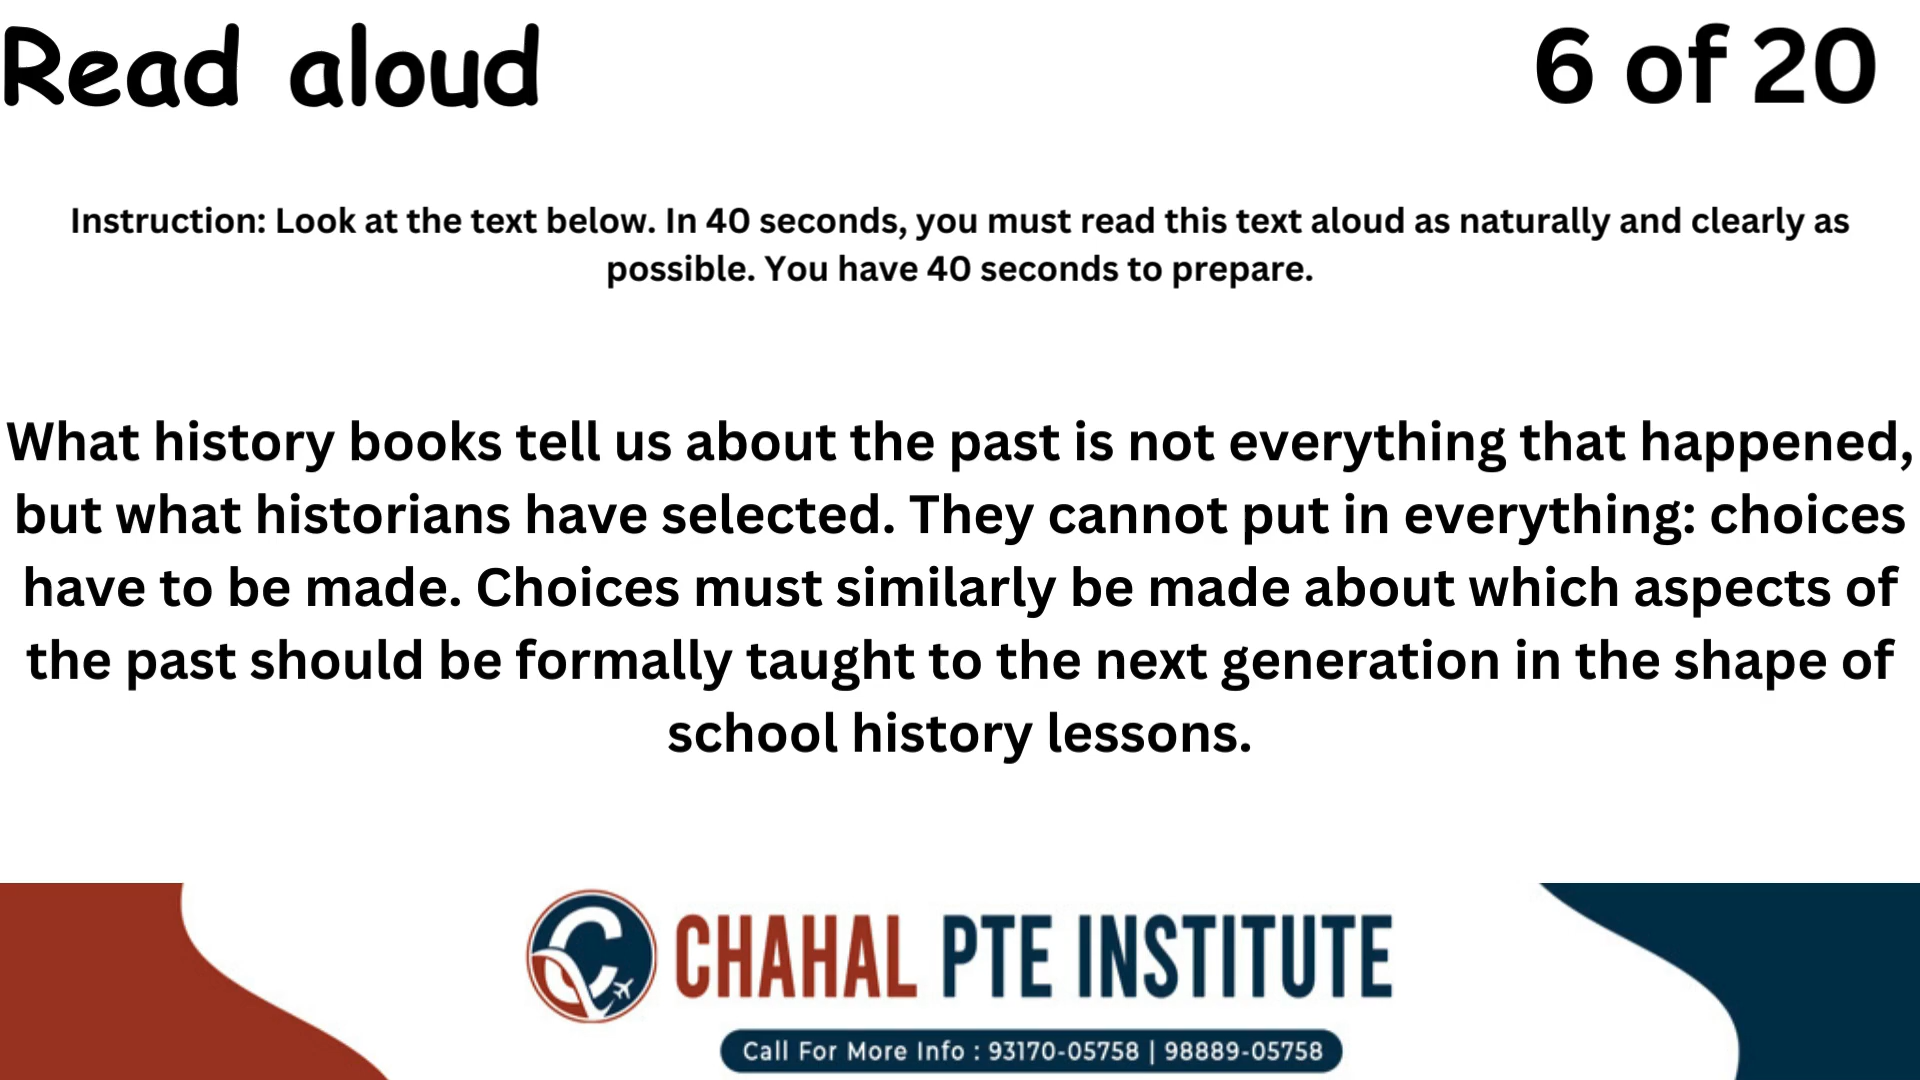 Read aloud
6 of 20
Instruction: Look at the text below. In 40 seconds, you must read this text aloud as naturally and clearly as
possible. You have 40 seconds to prepare.
What history books tell us about the past is not everything that happened,
but what historians have selected. They cannot put in everything: choices
have to be made. Choices must similarly be made about which aspects of
the past should be formally taught to the next generation in the shape of
school history lessons.
CHAHAL PTE INSTITUTE
Call For More Info : 93170-05758 | 98889-05758